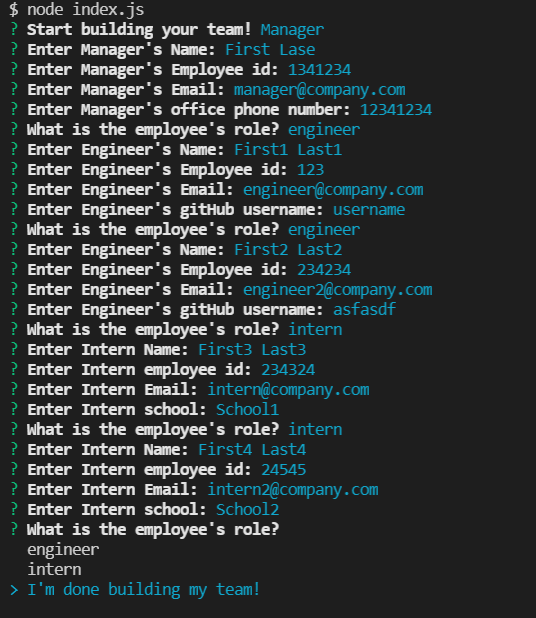 $ node index.js
? Start building your team! Manager
? Enter Manager's Name: First Lase
? Enter Manager's Employee id: 1341234
? Enter Manager's Email: manager@company.com
? Enter Manager's office phone number: 12341234
? What is the employee's role? engineer
? Enter Engineer's Name: First1 Last1
? Enter Engineer's Employee id: 123
? Enter Engineer's Email: engineer@company.com
? Enter Engineer's gitHub username: username
? What is the employee's role? engineer
? Enter Engineer's Name: First2 Last2
? Enter Engineer's Employee id: 234234
? Enter Engineer's Email: engineer2@company.com
? Enter Engineer's gitHub username: asfasdf
? What is the employee's role? intern
? Enter Intern Name: First3 Last3
? Enter Intern employee id: 234324
? Enter Intern Email: intern@company.com
? Enter Intern school: School1
? What is the employee's role? intern
? Enter Intern Name: First4 Last4
? Enter Intern employee id: 24545
? Enter Intern Email: intern2@company.com
? Enter Intern school: School2
? What is the employee's role?
engineer
intern
> I'm done building my team!